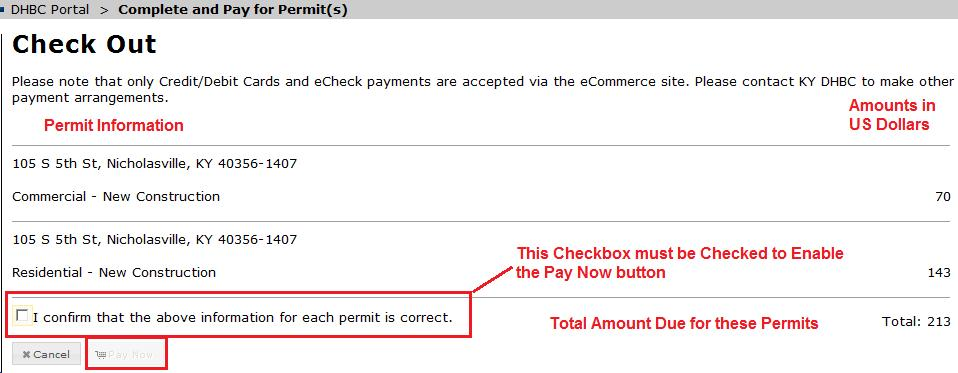 DHBC Portal > Complete and Pay for Permit(s)
Check Out
Please note that only Credit/Debit Cards and eCheck payments are accepted via the eCommerce site. Please contact KY DHBC to make other
payment arrangements.
Permit Information
Amounts in
US Dollars
105 S 5th St, Nicholasville, KY 40356-1407
Commercial - New Construction 70
105 S 5th St, Nicholasville, KY 40356-1407
This Checkbox must be Checked to Enable
the Pay Now button
Residential - New Construction 143
I confirm that the above information for each permit is correct.
Total Amount Due for these Permits
Total: 213
Cancel
Pay Now